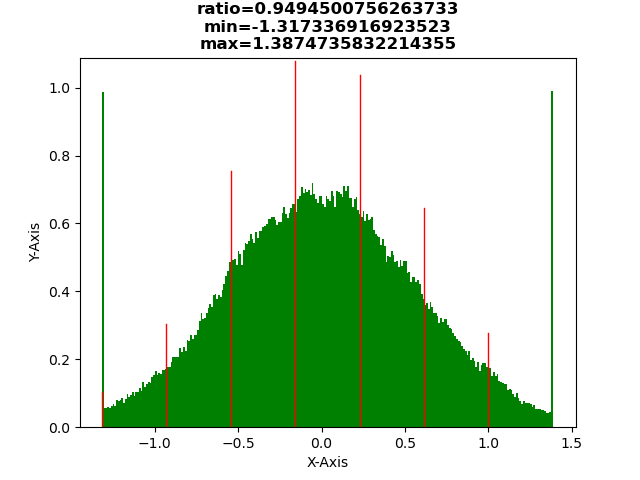 ratio=0.9494500756263733
min=-1.317336916923523
max=1.3874735832214355
1.0
0.8
0.6
0.4
0.2
0.0
Y-Axis
−1.0
−0.5
0.0
0.5
1.0
1.5
X-Axis